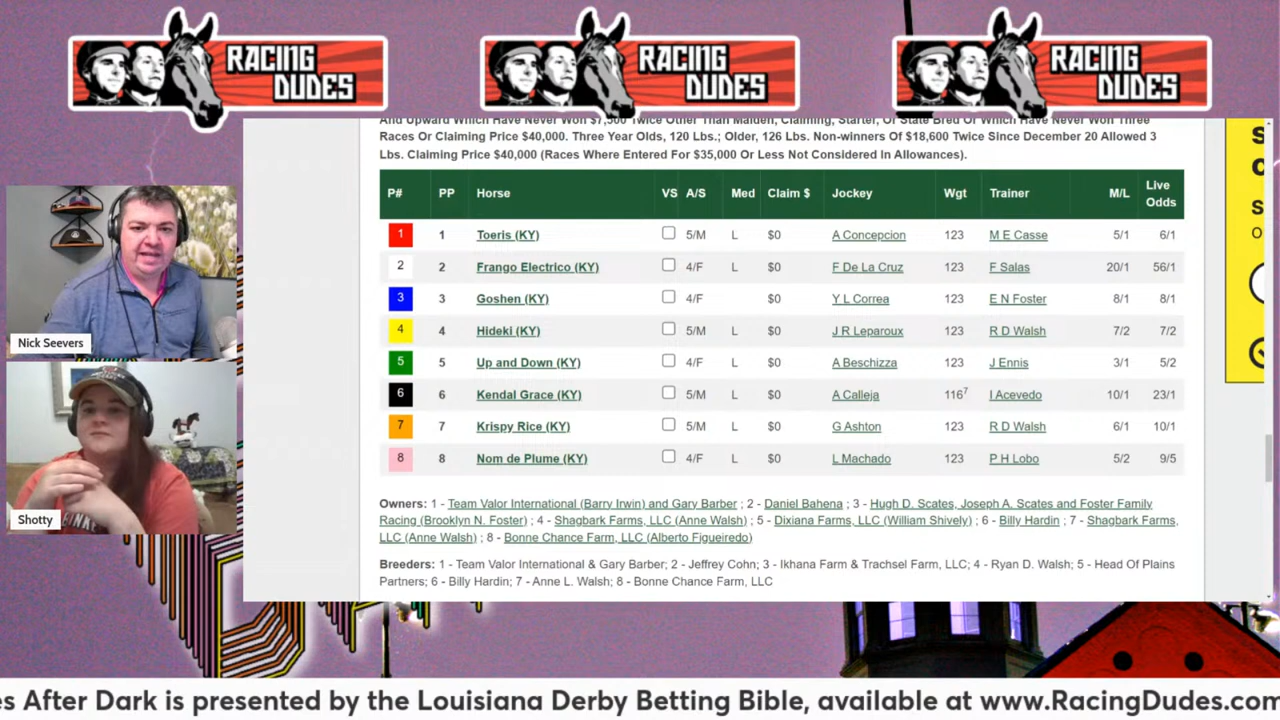 RACING DUDES
RACING DUDES
RACING DUDES
And Upward Which Have Never Won $7,500 Twice Other Than Maiden, Claiming, Starter, Or State Bred Or Which Have Never Won Three
Races Or Claiming Price $40,000. Three Year Olds, 120 Lbs.; Older, 126 Lbs. Non-winners Of $18,600 Twice Since December 20 Allowed 3
Lbs. Claiming Price $40,000 (Races Where Entered For $35,000 Or Less Not Considered In Allowances).
P# PP Horse VS A/S Med Claim $ Jockey Wgt Trainer M/L Live Odds
1 1 Toeris (KY) 5/M L $0 A Concepcion 123 M E Casse 5/1 6/1
2 2 Frango Electrico (KY) 4/F L $0 F De La Cruz 123 F Salas 20/1 56/1
3 3 Goshen (KY) 4/F $0 Y L Correa 123 E N Foster 8/1 8/1
4 4 Hideki (KY) 5/M L $0 J R Leparoux 123 R D Walsh 7/2 7/2
5 5 Up and Down (KY) 4/F L $0 A Beschizza 123 J Ennis 3/1 5/2
6 6 Kendal Grace (KY) 5/M L $0 A Calleja 116⁷ I Acevedo 10/1 23/1
7 7 Krispy Rice (KY) 5/M L $0 G Ashton 123 R D Walsh 6/1 10/1
8 8 Nom de Plume (KY) 4/F L $0 L Machado 123 P H Lobo 5/2 9/5
Owners: 1 - Team Valor International (Barry Irwin) and Gary Barber ; 2 - Daniel Bahena ; 3 - Hugh D. Scates, Joseph A. Scates and Foster Family
Racing (Brooklyn N. Foster) ; 4 - Shagbark Farms, LLC (Anne Walsh) ; 5 - Dixiana Farms, LLC (William Shively) ; 6 - Billy Hardin ; 7 - Shagbark Farms,
LLC (Anne Walsh) ; 8 - Bonne Chance Farm, LLC (Alberto Figueiredo)
Breeders: 1 - Team Valor International & Gary Barber; 2 - Jeffrey Cohn; 3 - Ikhana Farm & Trachsel Farm, LLC; 4 - Ryan D. Walsh; 5 - Head Of Plains
Partners; 6 - Billy Hardin; 7 - Anne L. Walsh; 8 - Bonne Chance Farm, LLC
Nick Seevers
Shotty
es After Dark is presented by the Louisiana Derby Betting Bible, available at www.RacingDudes.com